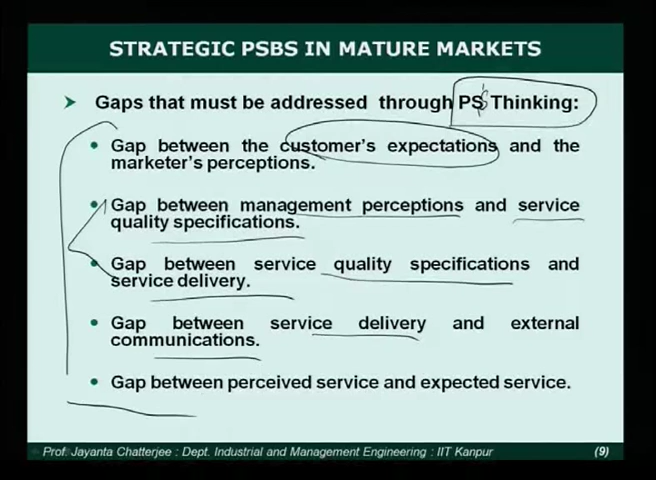 STRATEGIC PSBS IN MATURE MARKETS
Gaps that must be addressed through PS Thinking:
Gap between the customer's expectations and the
marketer's perceptions.
Gap between management perceptions and service
quality specifications.
Gap between service quality specifications and
service delivery.
Gap between service delivery and external
communications.
Gap between perceived service and expected service.
Prof. Jayanta Chatterjee : Dept. Industrial and Management Engineering : IIT Kanpur (9)